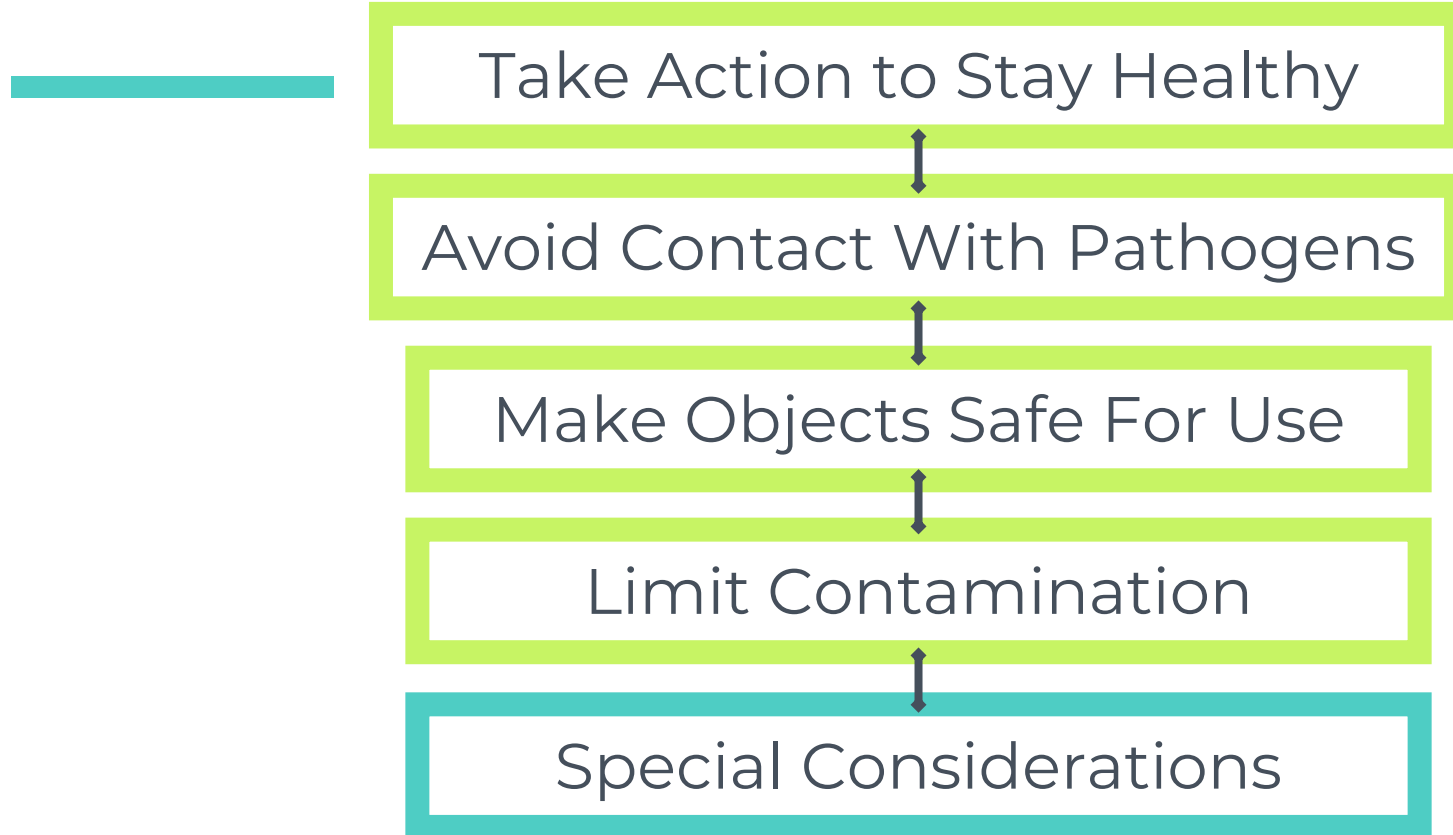 Take Action to Stay Healthy
Avoid Contact With Pathogens
Make Objects Safe For Use
Limit Contamination
Special Considerations